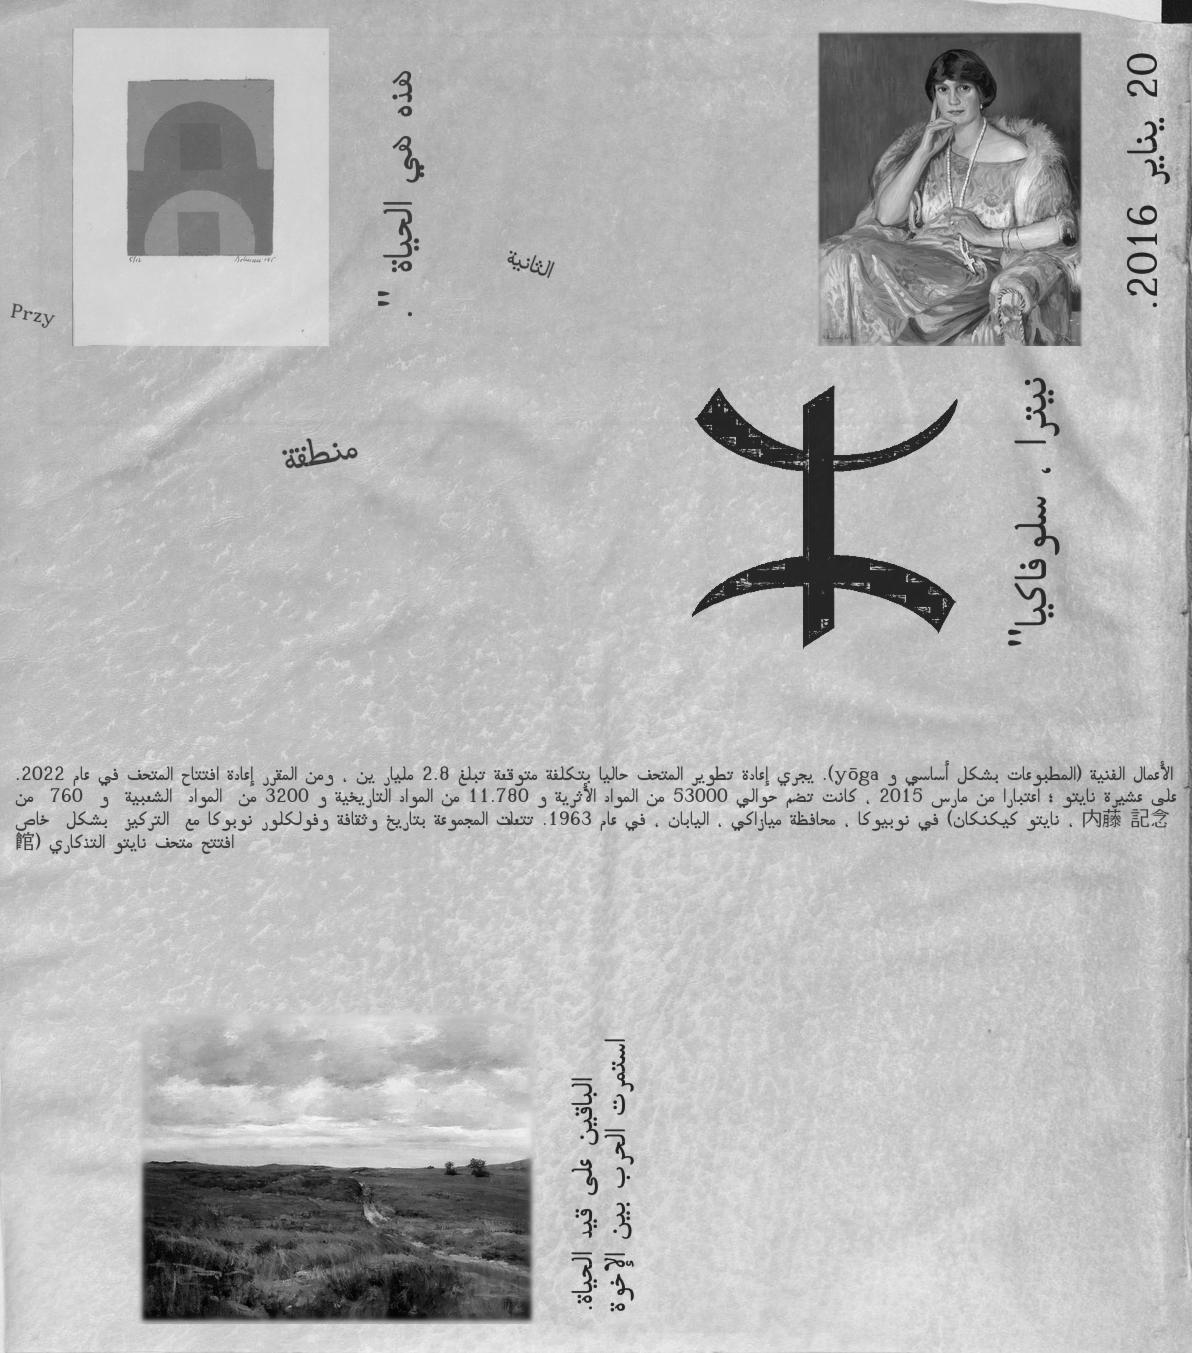 هذه هي الحياة ".
20 يناير 2016.
الثانية
Przy
منطقة
نيترا ، سلوفاكيا"
الأعمال الفنية (المطبوعات بشكل أساسي و yōga). يجري إعادة تطوير المتحف حاليا بتكلفة متوقعة تبلغ 2.8 مليار ين ، ومن المقرر إعادة افتتاح المتحف في عام 2022.
على عشيرة نايتو ؛ اعتبارا من مارس 2015 ، كانت تضم حوالي 53000 من المواد الأثرية و 11.780 من المواد التاريخية و 3200 من المواد الشعبية و 760 من
内藤 記念 ، نايتو كيكنكان) في نوبيوكا ، محافظة ميازاكي ، اليابان ، في عام 1963. تتعلق المجموعة بتاريخ وثقافة وفولكلور نوبوكا مع التركيز بشكل خاص
افتتح متحف نايتو التذكاري (館
الباقين على قيد الحياة.
استمرت الحرب بين الإخوة